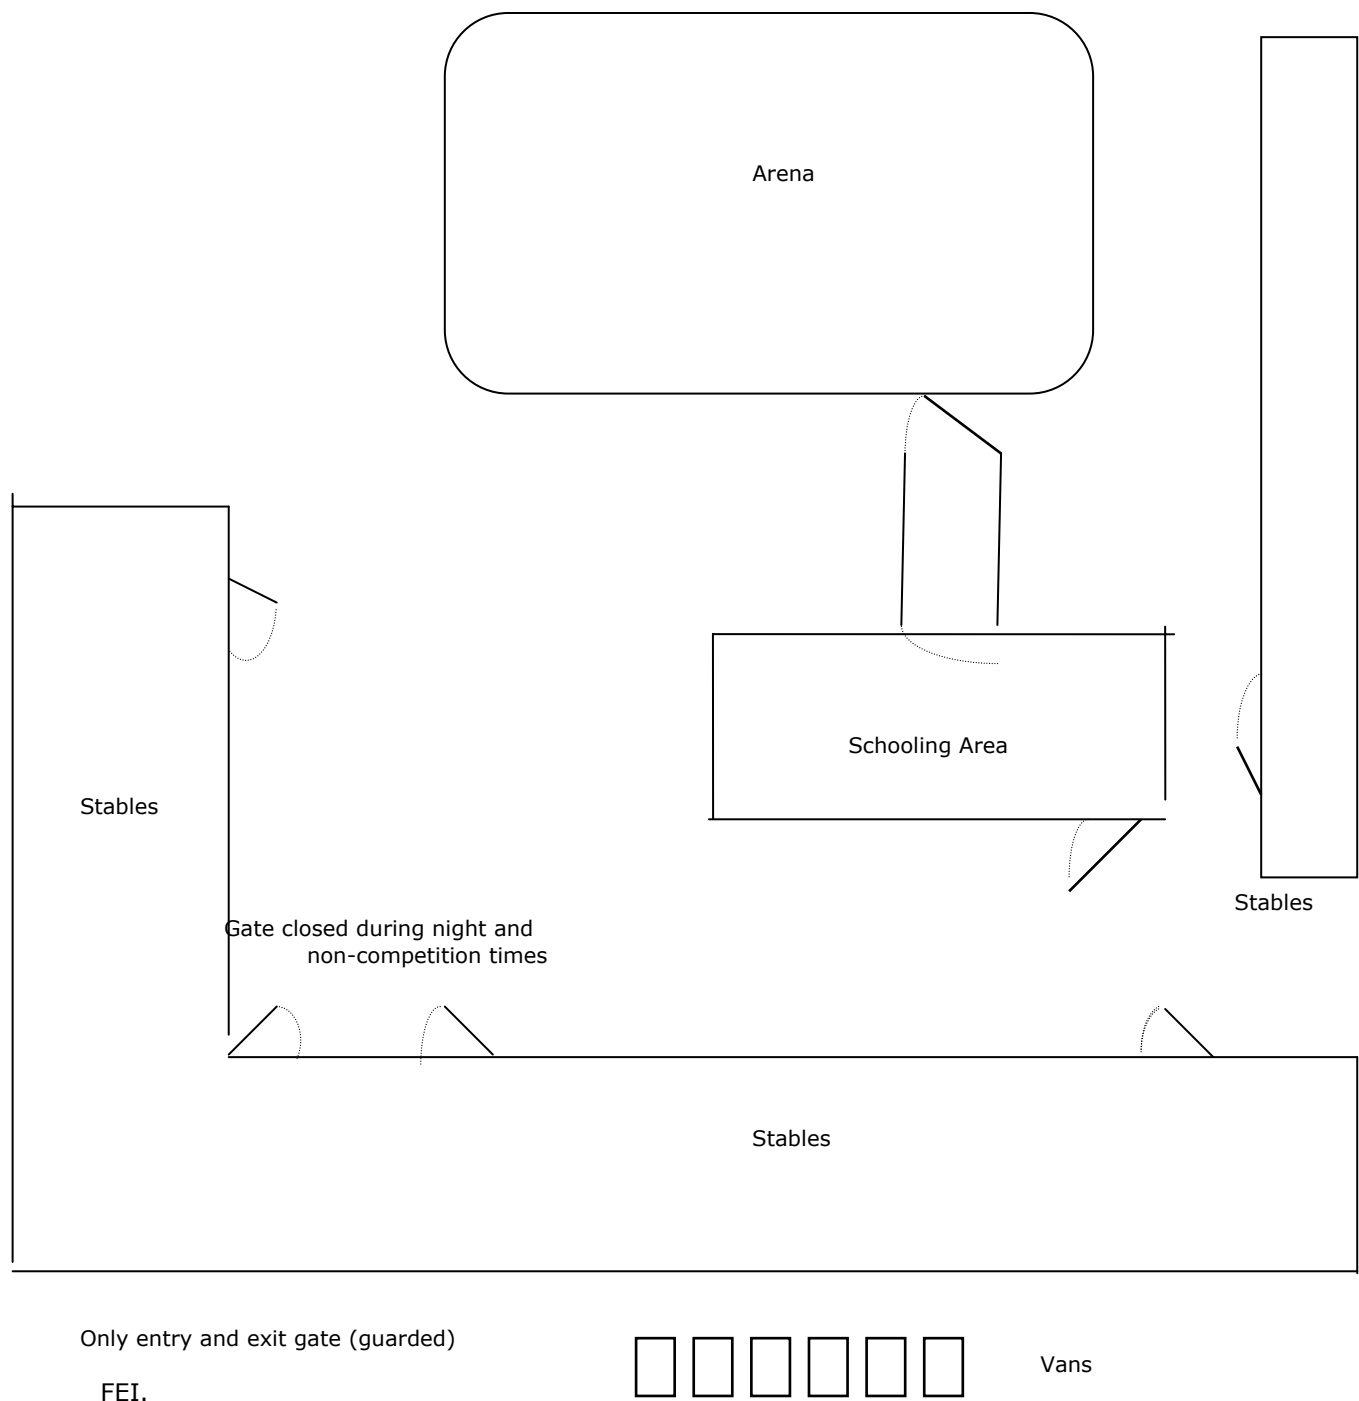 Arena
Schooling Area
Stables
Stables
Gate closed during night and
non-competition times
Stables
Only entry and exit gate (guarded)
Vans
FEI.